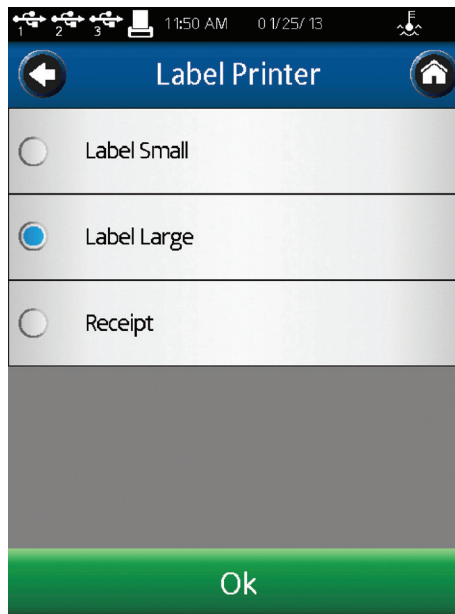 1 2 3 11:50 AM 01/25/13 E
Label Printer
Label Small
Label Large
Receipt
Ok